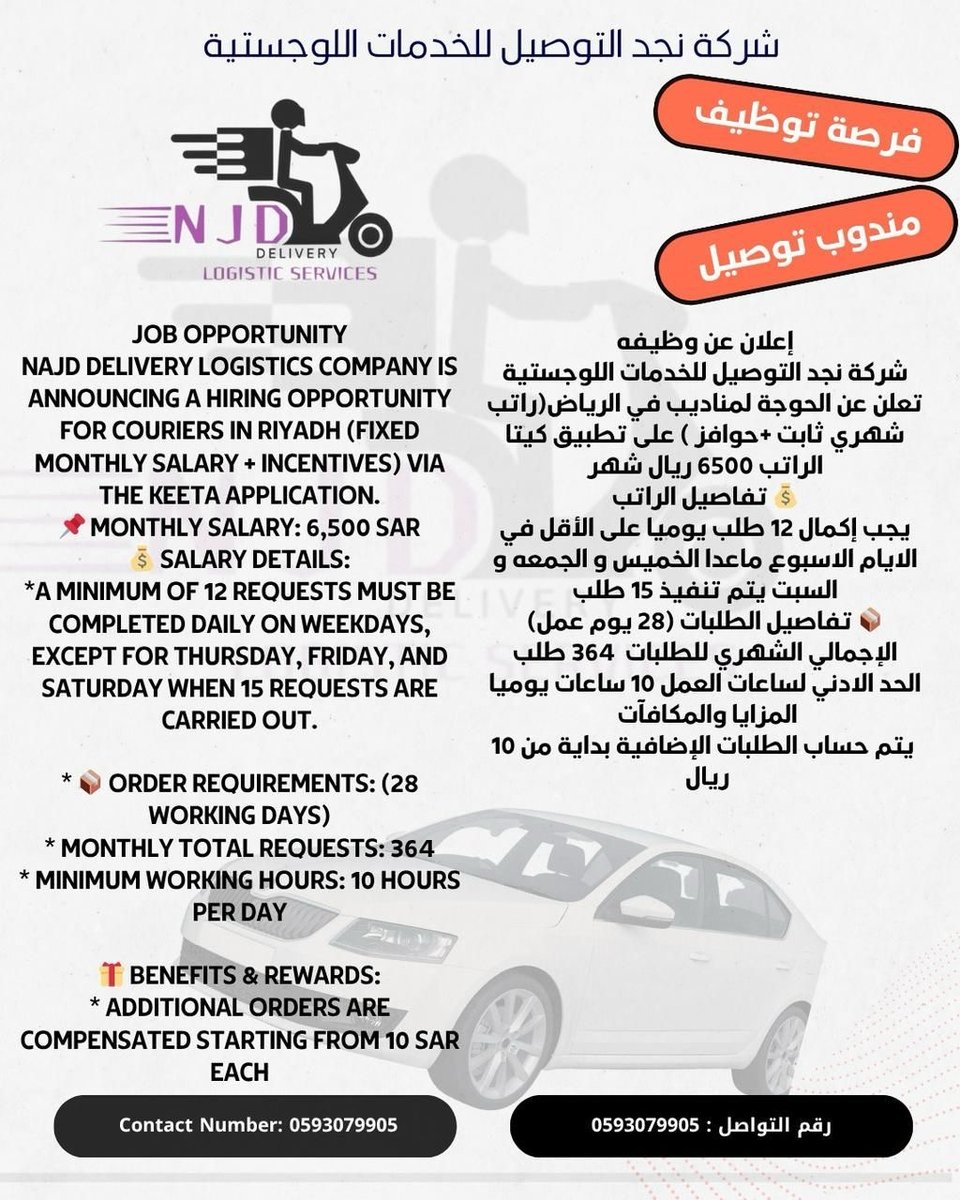 شركة نجد التوصيل للخدمات اللوجستية
فرصة توظيف
مندوب توصيل
NJD
DELIVERY
LOGISTIC SERVICES
JOB OPPORTUNITY
NAJD DELIVERY LOGISTICS COMPANY IS
ANNOUNCING A HIRING OPPORTUNITY
FOR COURIERS IN RIYADH (FIXED
MONTHLY SALARY + INCENTIVES) VIA
THE KEETA APPLICATION.
📌 MONTHLY SALARY: 6,500 SAR
💰 SALARY DETAILS:
*A MINIMUM OF 12 REQUESTS MUST BE
COMPLETED DAILY ON WEEKDAYS,
EXCEPT FOR THURSDAY, FRIDAY, AND
SATURDAY WHEN 15 REQUESTS ARE
CARRIED OUT.
* 📦 ORDER REQUIREMENTS: (28
WORKING DAYS)
* MONTHLY TOTAL REQUESTS: 364
* MINIMUM WORKING HOURS: 10 HOURS
PER DAY
🎁 BENEFITS & REWARDS:
* ADDITIONAL ORDERS ARE
COMPENSATED STARTING FROM 10 SAR
EACH
Contact Number: 0593079905
إعلان عن وظيفه
شركة نجد التوصيل للخدمات اللوجستية
تعلن عن الحوجة لمناديب في الرياض(راتب
شهري ثابت +حوافز ) على تطبيق كيتا
الراتب 6500 ريال شهر
💰 تفاصيل الراتب
يجب إكمال 12 طلب يوميا على الأقل في
الايام الاسبوع ماعدا الخميس و الجمعه و
السبت يتم تنفيذ 15 طلب
📦 تفاصيل الطلبات (28 يوم عمل)
الإجمالي الشهري للطلبات 364 طلب
الحد الادني لساعات العمل 10 ساعات يوميا
المزايا والمكافآت
يتم حساب الطلبات الإضافية بداية من 10
ريال
رقم التواصل : 0593079905